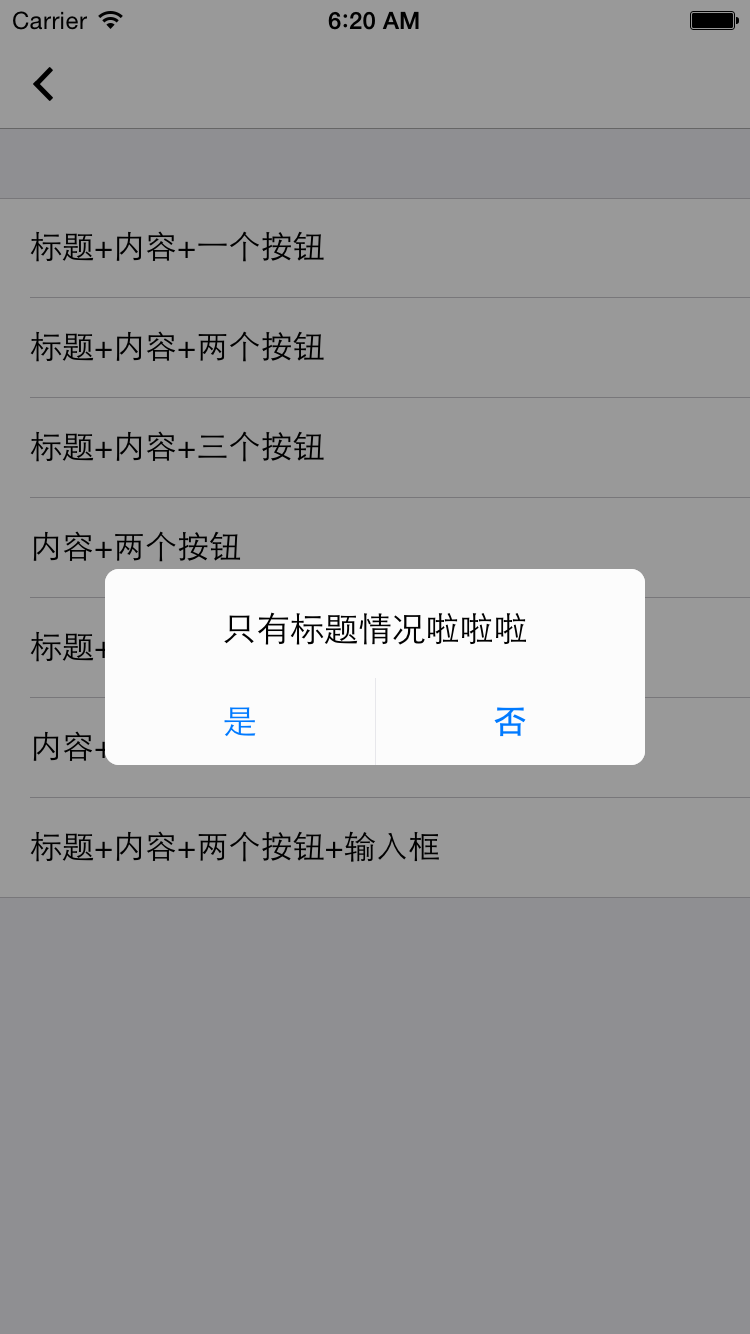 Carrier 6:20 AM
标题+内容+一个按钮
标题+内容+两个按钮
标题+内容+三个按钮
内容+两个按钮
只有标题情况啦啦啦
标题+
是 否
内容+
标题+内容+两个按钮+输入框